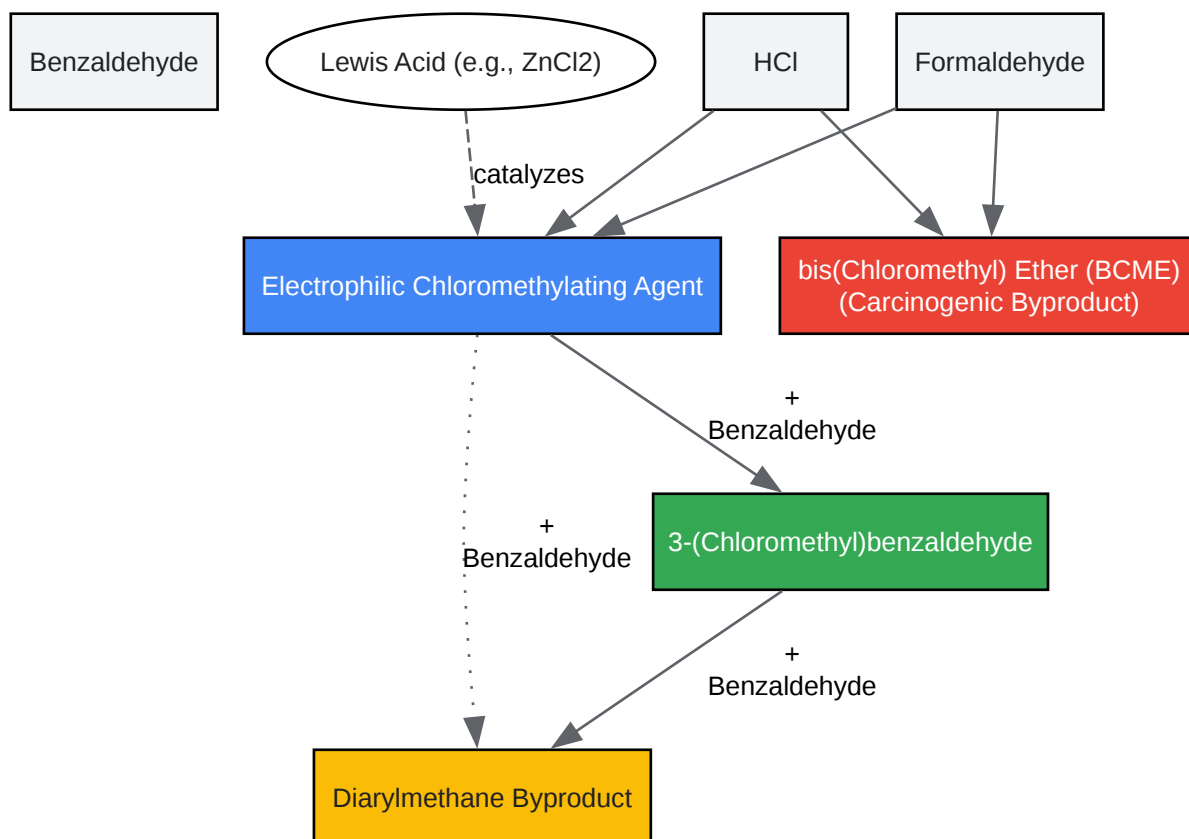 Benzaldehyde
Lewis Acid (e.g., ZnCl2)
HCl
Formaldehyde
catalyzes
Electrophilic Chloromethylating Agent
bis(Chloromethyl) Ether (BCME)
(Carcinogenic Byproduct)
+
Benzaldehyde
+
Benzaldehyde
3-(Chloromethyl)benzaldehyde
+
Benzaldehyde
Diarylmethane Byproduct